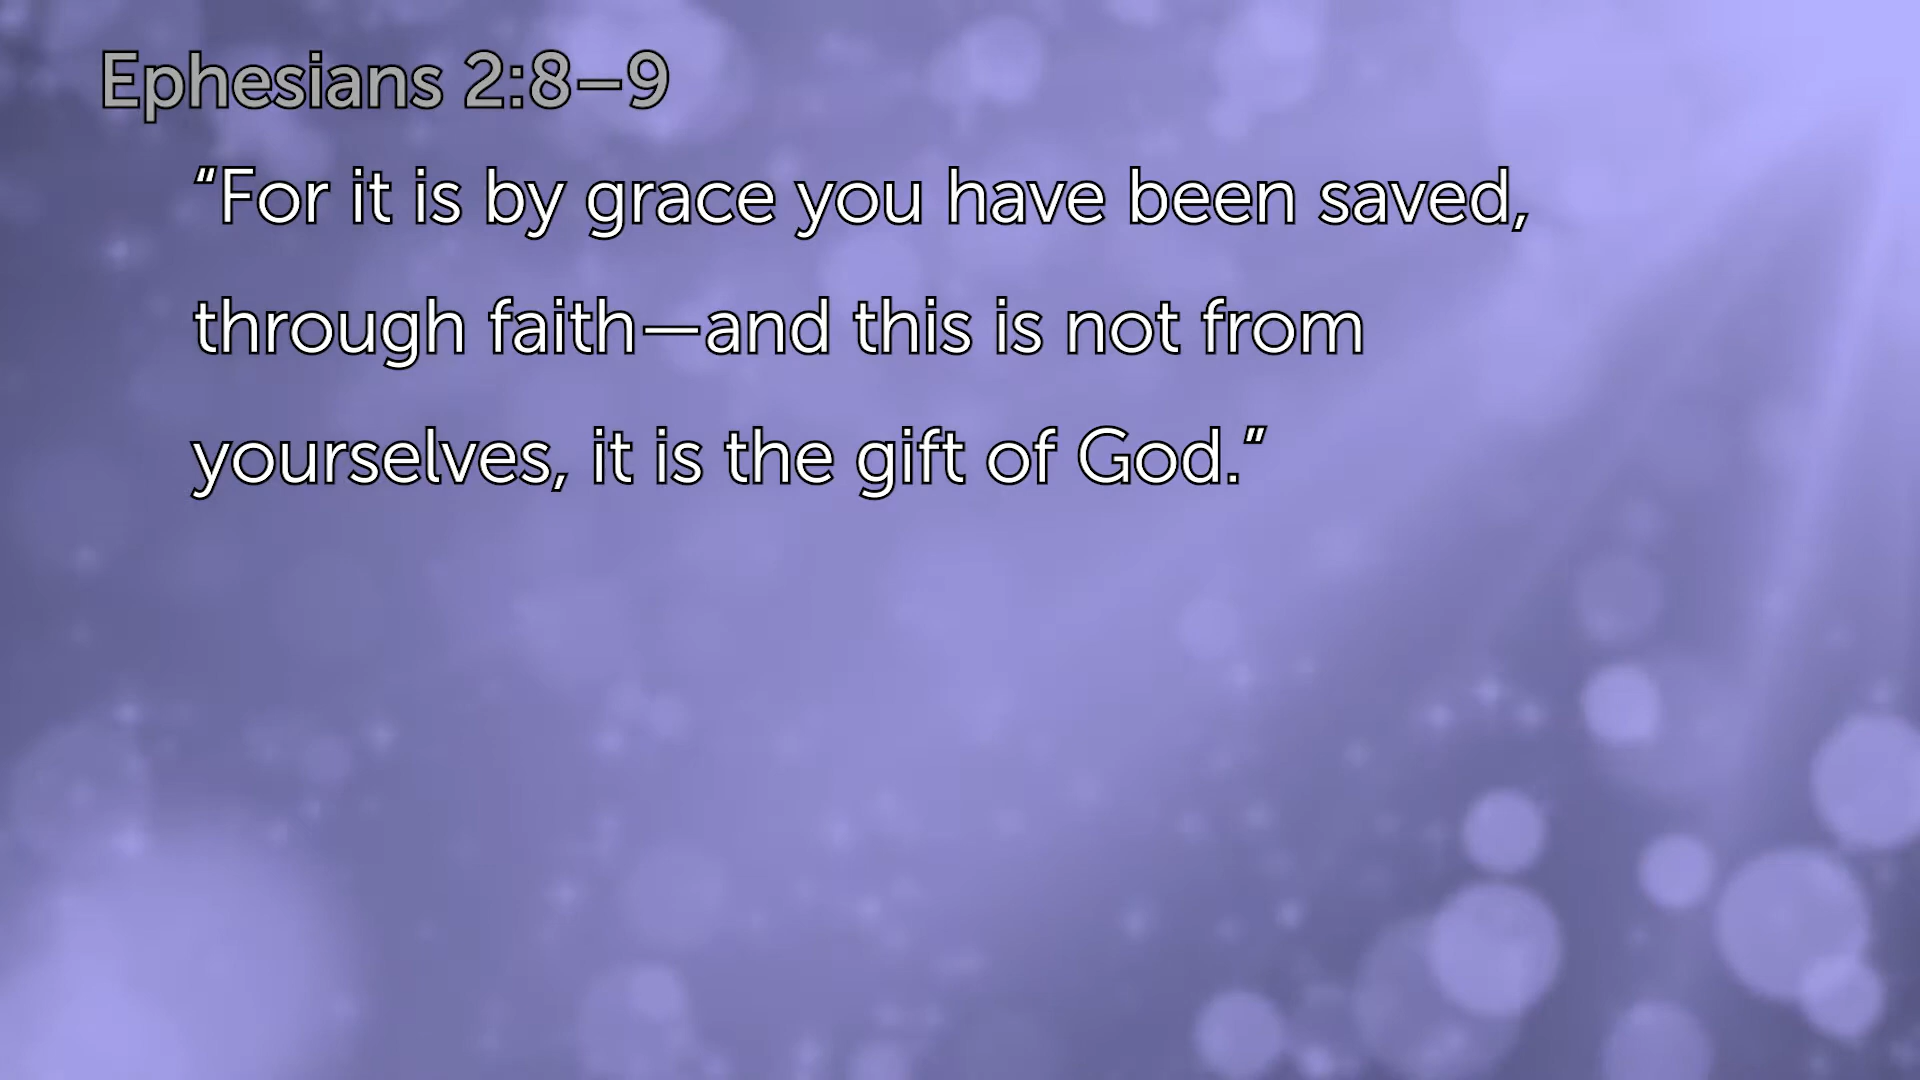 Ephesians 2:8–9
“For it is by grace you have been saved,
through faith—and this is not from
yourselves, it is the gift of God.”